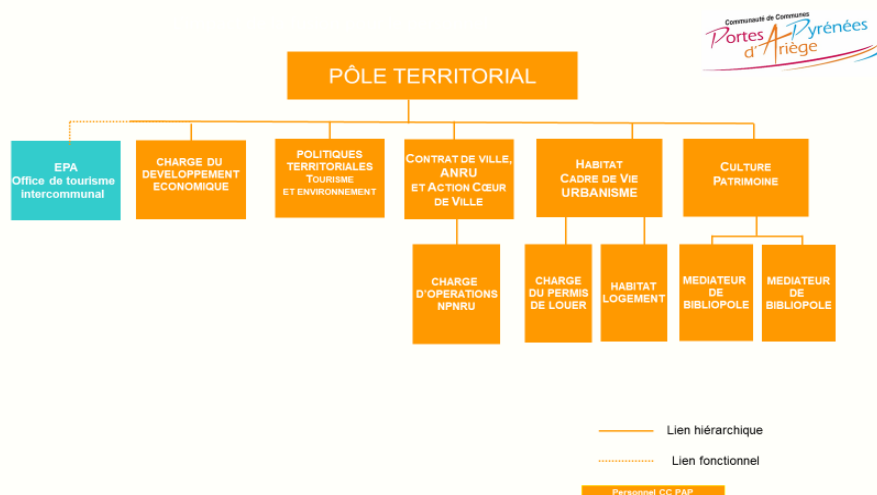 Communauté de Communes
Portes Pyrénées
d'Ariège
PÔLE TERRITORIAL
EPA
Office de tourisme
intercommunal
CHARGE DU
DEVELOPPEMENT
ECONOMIQUE
POLITIQUES
TERRITORIALES
TOURISME
ET ENVIRONNEMENT
CONTRAT DE VILLE,
ANRU
ET ACTION CŒUR
DE VILLE
HABITAT
CADRE DE VIE
URBANISME
CULTURE
PATRIMOINE
CHARGE
D'OPERATIONS
NPNRU
CHARGE
DU PERMIS
DE LOUER
HABITAT
LOGEMENT
MEDIATEUR
DE
BIBLIOPOLE
MEDIATEUR
DE
BIBLIOPOLE
Lien hiérarchique
Lien fonctionnel
Personnel CC PAP